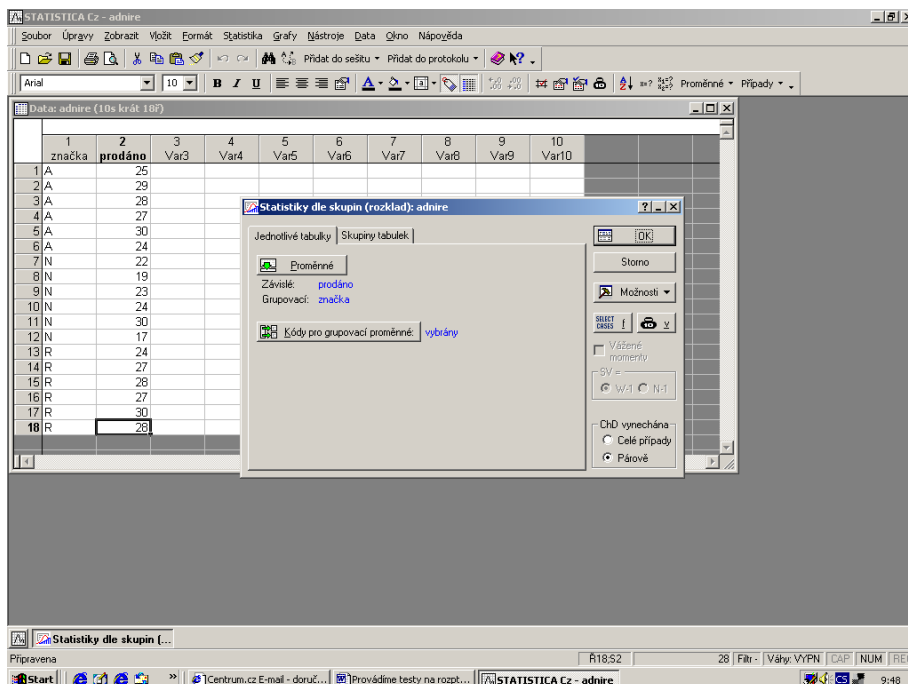 STATISTICA Cz - adnire
Soubor Úpravy Zobrazit Vložit Formát Statistika Grafy Nástroje Data Okno Nápověda
Přidat do sešitu Přidat do protokolu
Arial 10 B I U Proměnné Případy
Data: adnire (10s krát 18ř)
1 2 3 4 5 6 7 8 9 10
značka prodáno Var3 Var4 Var5 Var6 Var7 Var8 Var9 Var10
1 A 25
2 A 29
3 A 28
4 A 27
5 A 30
6 A 24
7 N 22
8 N 19
9 N 23
10 N 24
11 N 30
12 N 17
13 R 24
14 R 27
15 R 28
16 R 27
17 R 30
18 R 28
Statistiky dle skupin (rozklad): adnire
Jednotlivé tabulky Skupiny tabulek
Proměnné
Závislé: prodáno
Grupovací: značka
Kódy pro grupovací proměnné: vybrány
OK
Storno
Možnosti
SELECT CASES f v
Vážené momenty
SV =
W-1 N-1
ChD vynechána
Celé případy
Párově
Statistiky dle skupin (...
Připravena Ř18;S2 28 Filtr - Váhy: VYPN CAP NUM
Start » Centrum.cz E-mail - doruč... Provádíme testy na rozpt... STATISTICA Cz - adnire CS 9:48